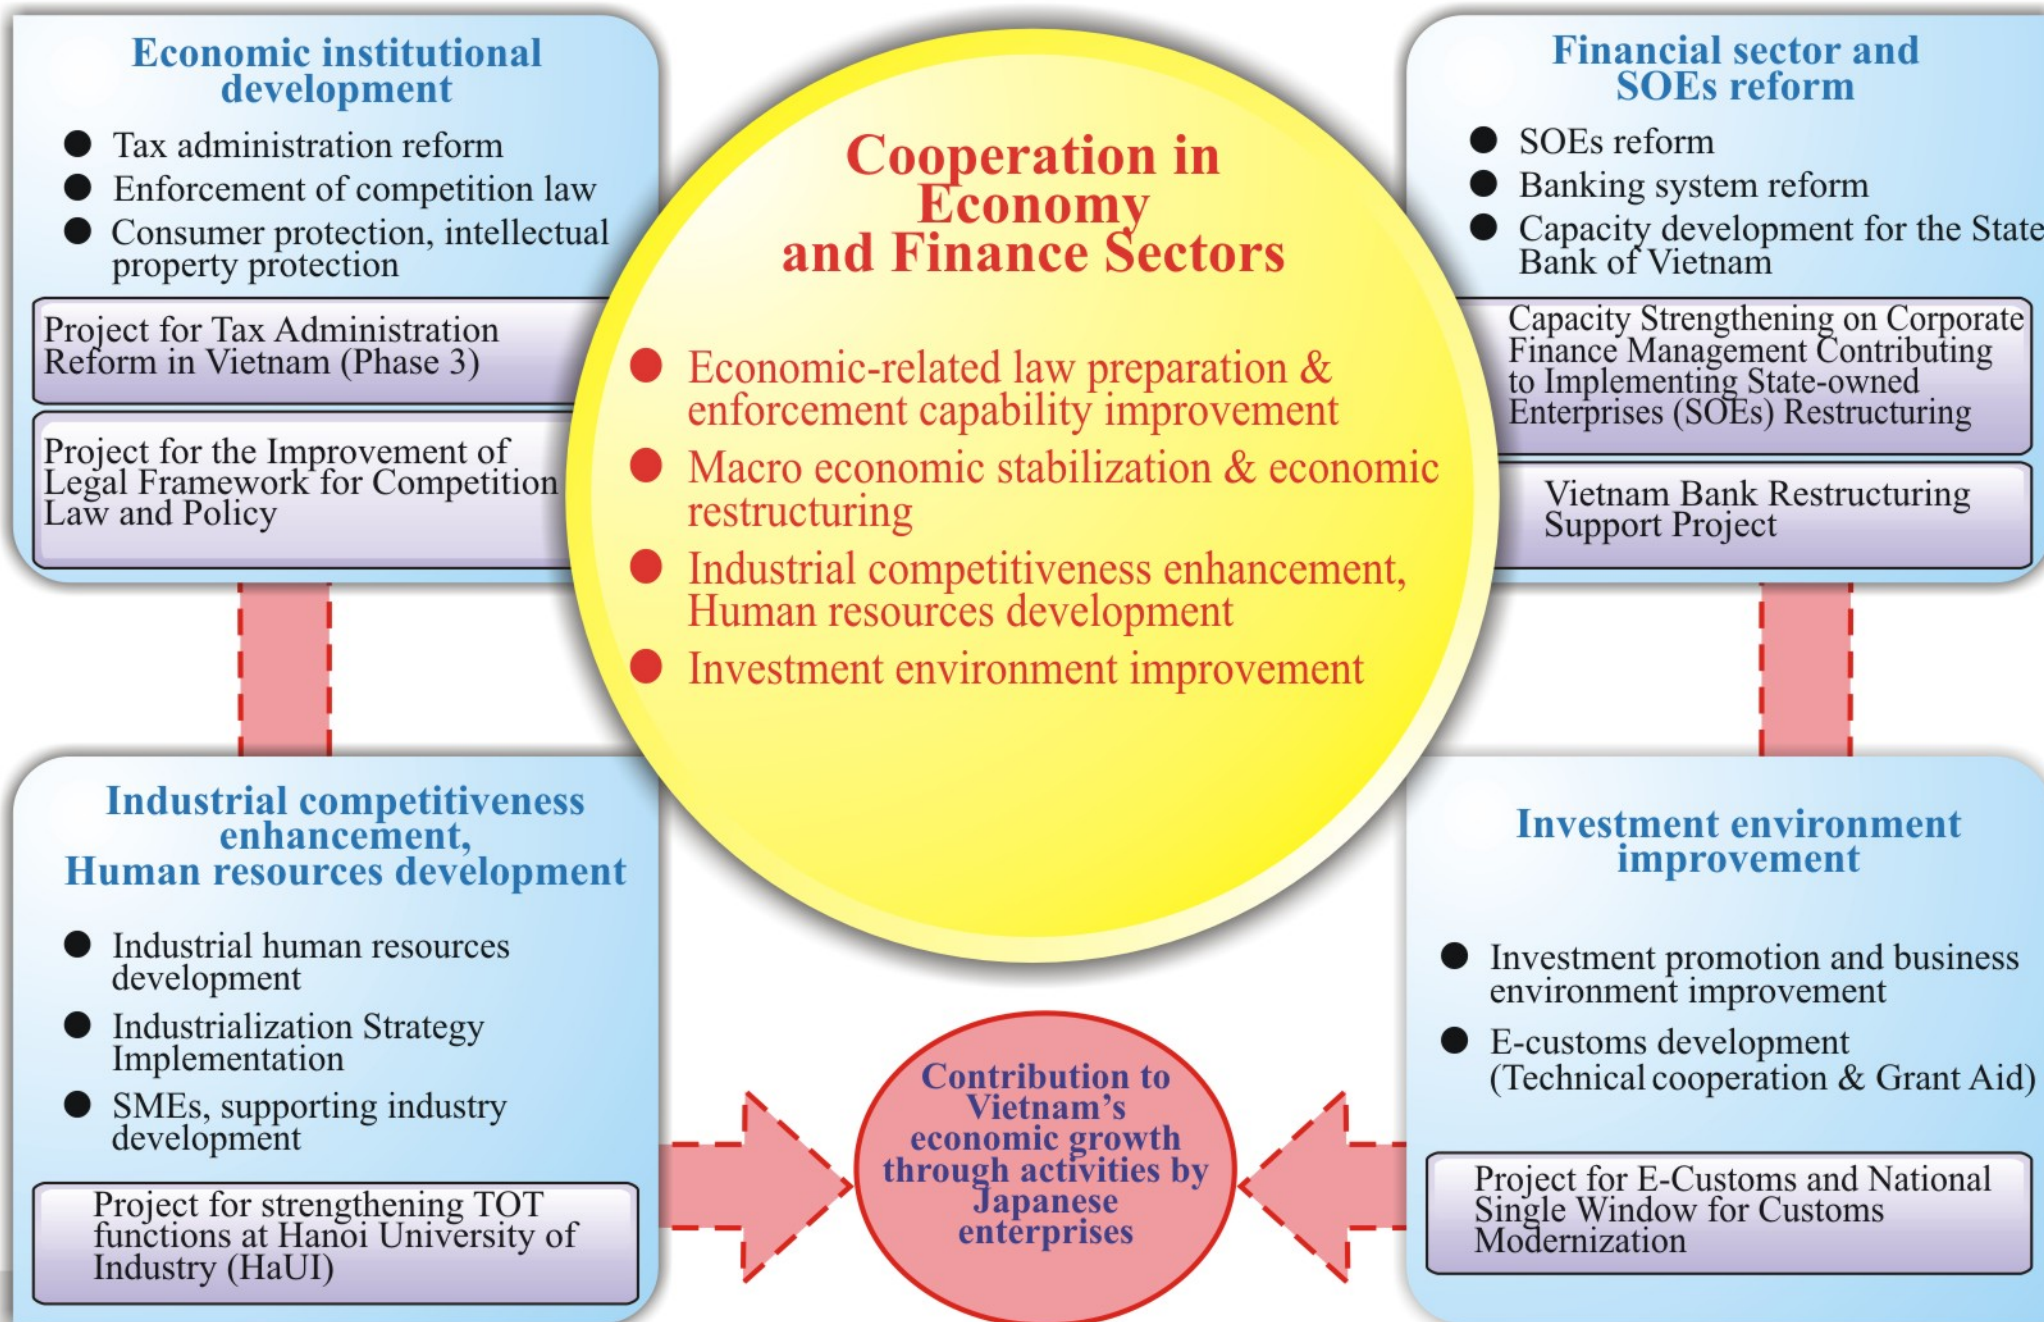 Economic institutional
development
● Tax administration reform
● Enforcement of competition law
● Consumer protection, intellectual
property protection
Project for Tax Administration
Reform in Vietnam (Phase 3)
Project for the Improvement of
Legal Framework for Competition
Law and Policy
Cooperation in
Economy
and Finance Sectors
● Economic-related law preparation &
enforcement capability improvement
● Macro economic stabilization & economic
restructuring
● Industrial competitiveness enhancement,
Human resources development
● Investment environment improvement
Financial sector and
SOEs reform
● SOEs reform
● Banking system reform
● Capacity development for the State
Bank of Vietnam
Capacity Strengthening on Corporate
Finance Management Contributing
to Implementing State-owned
Enterprises (SOEs) Restructuring
Vietnam Bank Restructuring
Support Project
Industrial competitiveness
enhancement,
Human resources development
● Industrial human resources
development
● Industrialization Strategy
Implementation
● SMEs, supporting industry
development
Project for strengthening TOT
functions at Hanoi University of
Industry (HaUI)
Contribution to
Vietnam's
economic growth
through activities by
Japanese
enterprises
Investment environment
improvement
● Investment promotion and business
environment improvement
● E-customs development
(Technical cooperation & Grant Aid)
Project for E-Customs and National
Single Window for Customs
Modernization